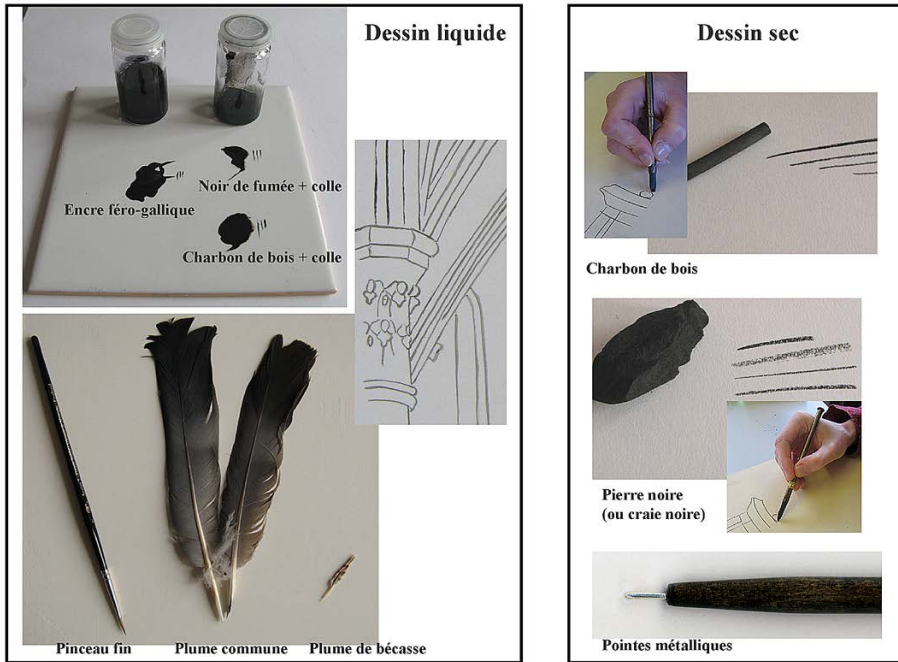 Dessin liquide
Noir de fumée + colle
Encre féro-gallique
Charbon de bois + colle
Pinceau fin
Plume commune
Plume de bécasse
Dessin sec
Charbon de bois
Pierre noire
(ou craie noire)
Pointes métalliques